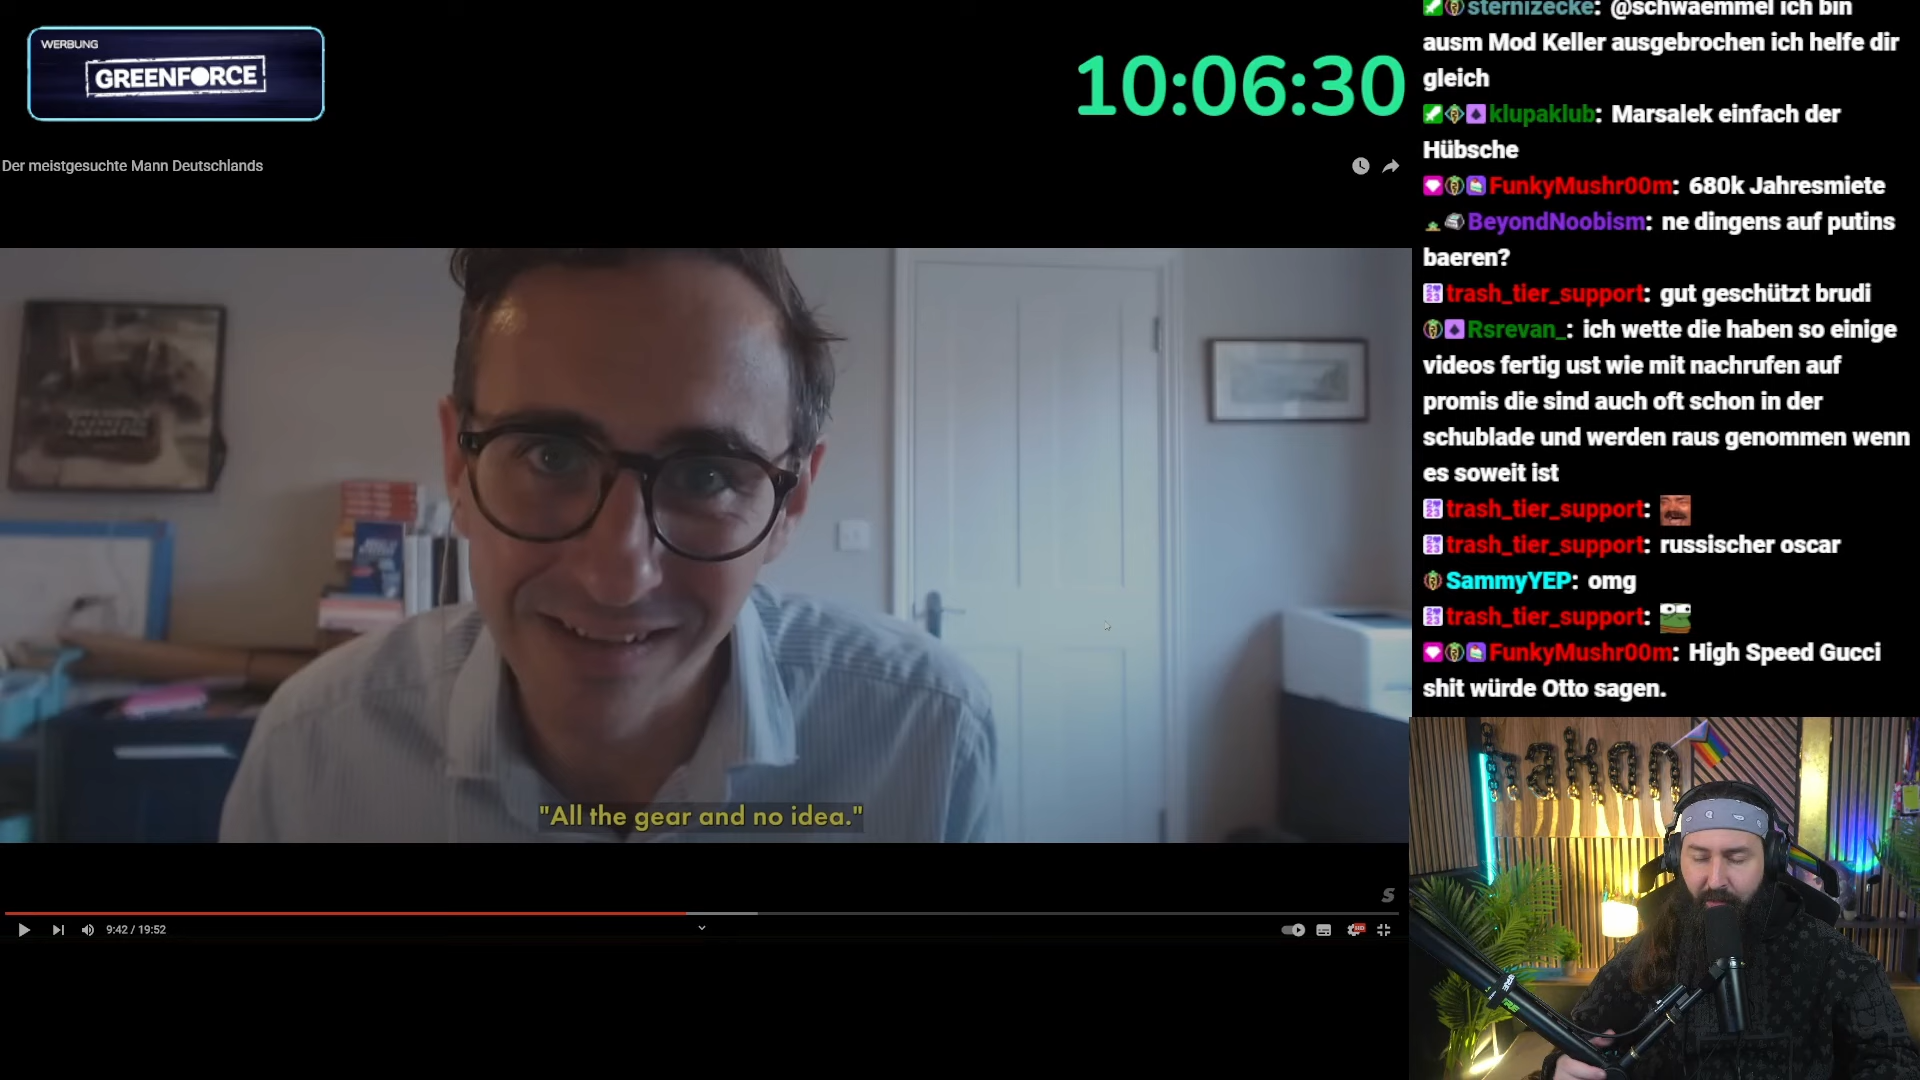 WERBUNG
GREENFORCE
10:06:30
Der meistgesuchte Mann Deutschlands
"All the gear and no idea."
9:42 / 19:52
HD
S
sternizecke: @schwaemmel ich bin
ausm Mod Keller ausgebrochen ich helfe dir
gleich
klupaklub: Marsalek einfach der
Hübsche
FunkyMushr00m: 680k Jahresmiete
BeyondNoobism: ne dingens auf putins
baeren?
trash_tier_support: gut geschützt brudi
Rsrevan_: ich wette die haben so einige
videos fertig ust wie mit nachrufen auf
promis die sind auch oft schon in der
schublade und werden raus genommen wenn
es soweit ist
trash_tier_support:
trash_tier_support: russischer oscar
SammyYEP: omg
trash_tier_support:
FunkyMushr00m: High Speed Gucci
shit würde Otto sagen.